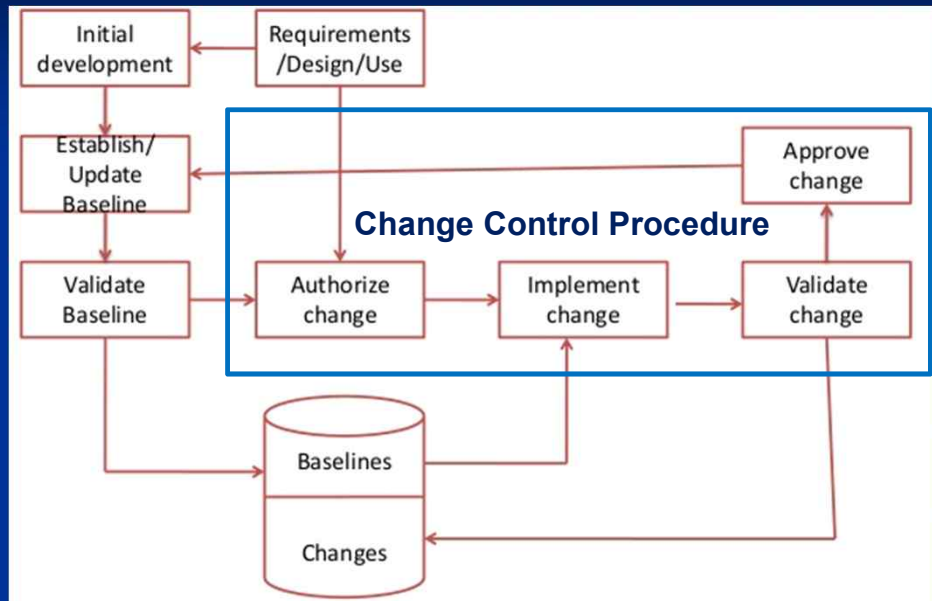 Initial
development
Requirements
/Design/Use
Establish/
Update
Baseline
Approve
change
Change Control Procedure
Validate
Baseline
Authorize
change
Implement
change
Validate
change
Baselines
Changes